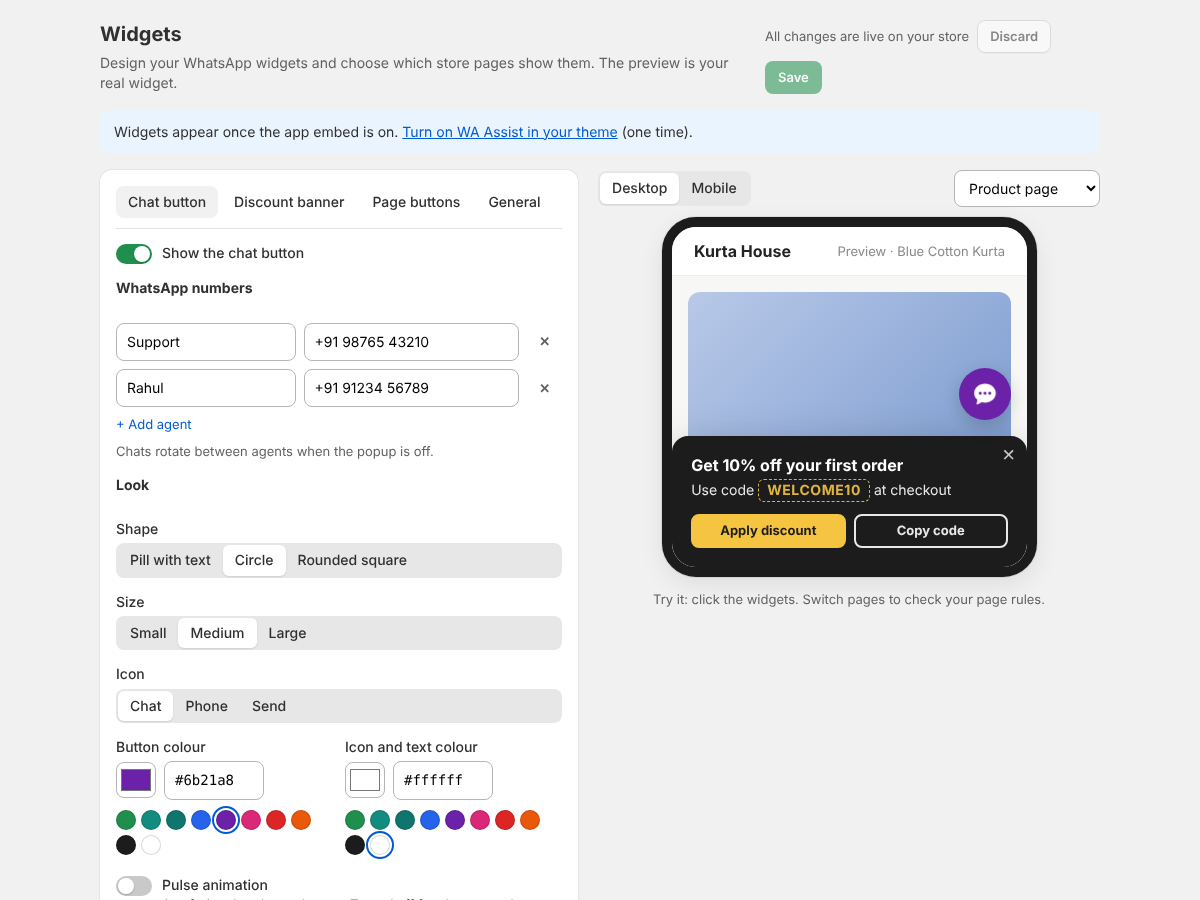 Widgets
Design your WhatsApp widgets and choose which store pages show them. The preview is your
real widget.
All changes are live on your store
Discard
Save
Widgets appear once the app embed is on. Turn on WA Assist in your theme (one time).
Chat button
Discount banner
Page buttons
General
Show the chat button
WhatsApp numbers
Support
+91 98765 43210
×
Rahul
+91 91234 56789
×
+ Add agent
Chats rotate between agents when the popup is off.
Look
Shape
Pill with text
Circle
Rounded square
Size
Small
Medium
Large
Icon
Chat
Phone
Send
Button colour
Icon and text colour
#6b21a8
#ffffff
Pulse animation
Desktop
Mobile
Product page
Kurta House
Preview · Blue Cotton Kurta
Get 10% off your first order
×
Use code WELCOME10 at checkout
Apply discount
Copy code
Try it: click the widgets. Switch pages to check your page rules.